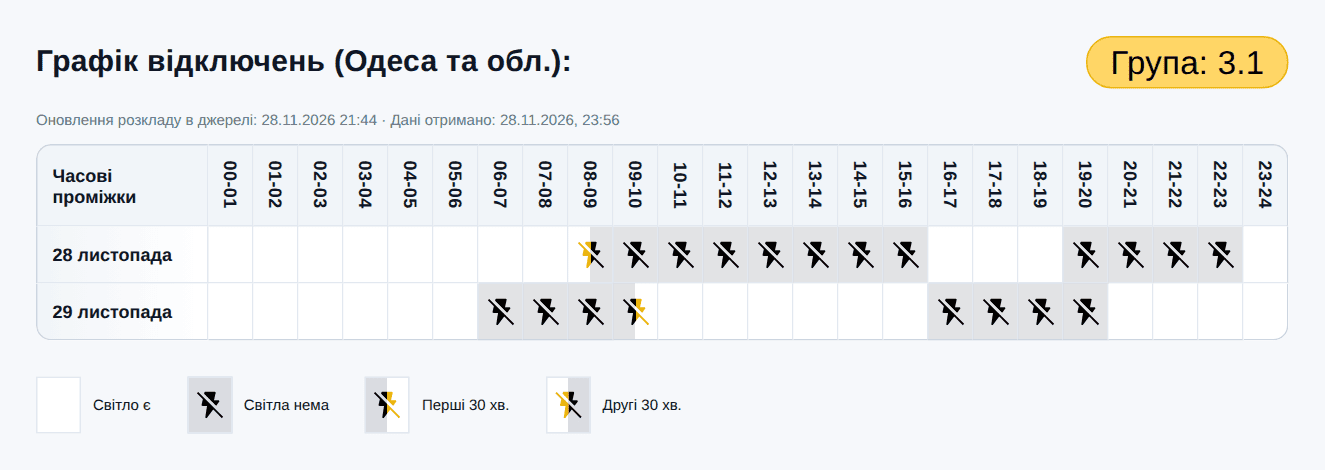 Графік відключень (Одеса та обл.):
Група: 3.1
Оновлення розкладу в джерелі: 28.11.2026 21:44 · Дані отримано: 28.11.2026, 23:56
Часові
проміжки
00-01
01-02
02-03
03-04
04-05
05-06
06-07
07-08
08-09
09-10
10-11
11-12
12-13
13-14
14-15
15-16
16-17
17-18
18-19
19-20
20-21
21-22
22-23
23-24
28 листопада
29 листопада
Світло є
Світла нема
Перші 30 хв.
Другі 30 хв.